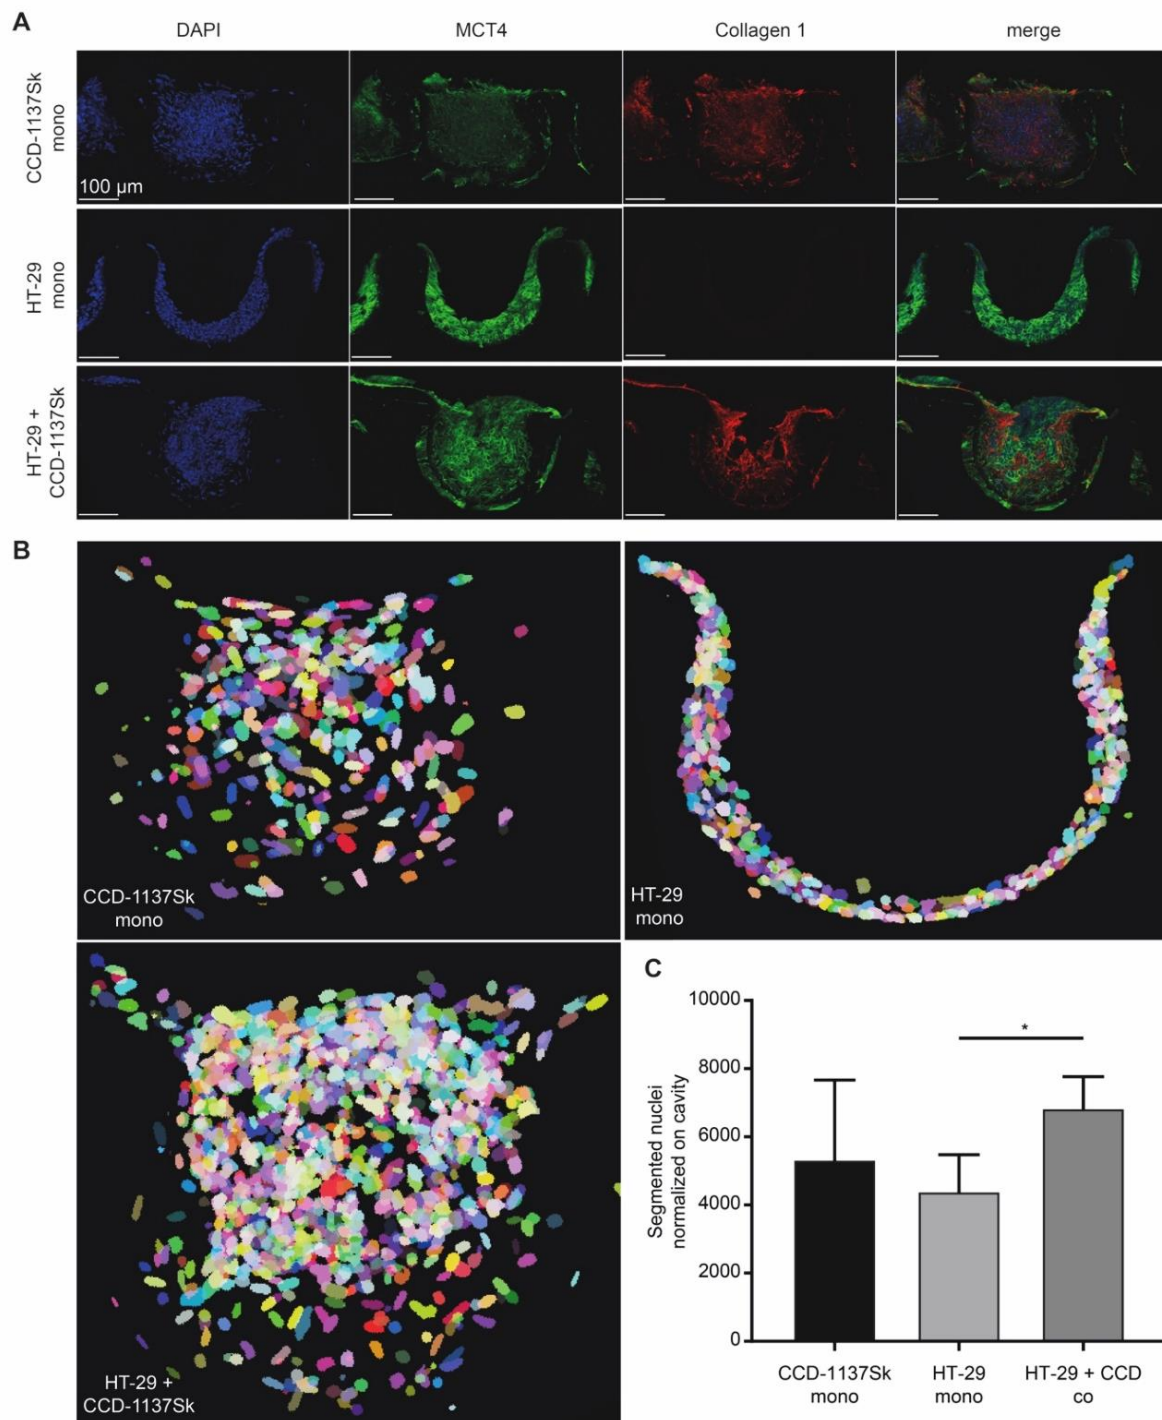 A
DAPI
MCT4
Collagen 1
merge
CCD-1137Sk
mono
100 µm
HT-29
mono
HT-29 +
CCD-1137Sk
B
CCD-1137Sk
mono
HT-29
mono
HT-29 +
CCD-1137Sk
C
10000
8000
6000
4000
2000
0
Segmented nuclei
normalized on cavity
*
CCD-1137Sk
mono
HT-29
mono
HT-29 + CCD
co